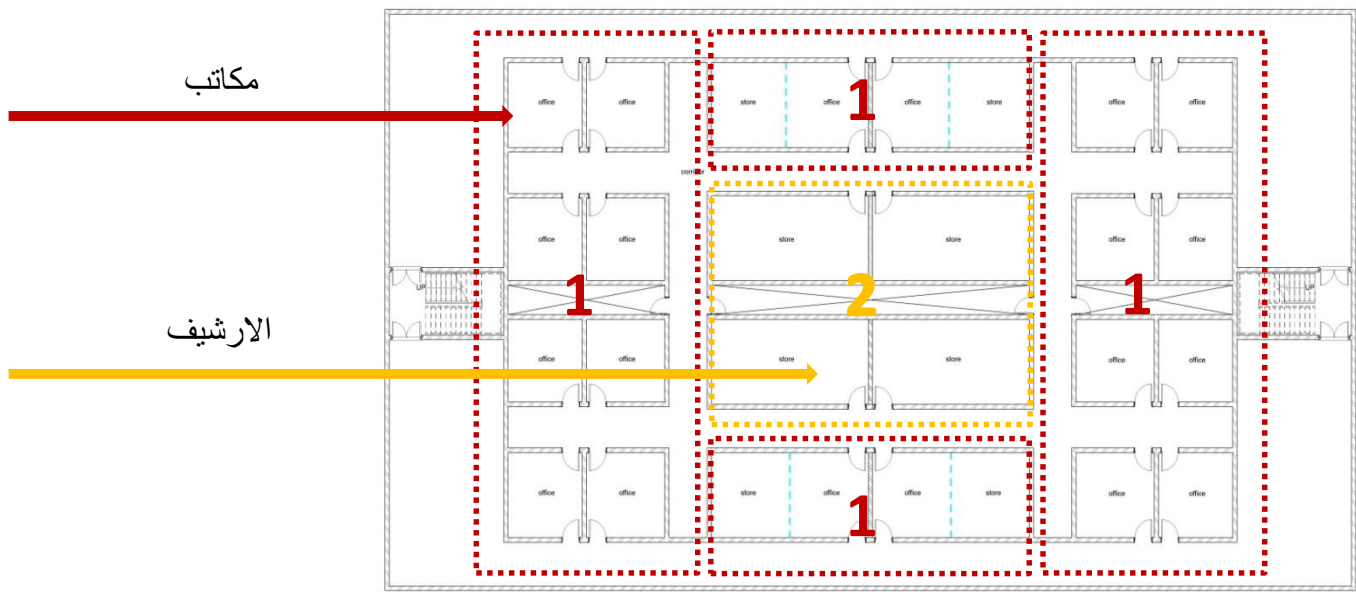 مكاتب
office office store office 1 office store office office
corridor
office office store store office office
UP 1 2 1 UP
الارشيف
office office store store office office
office office store office office store office office
1